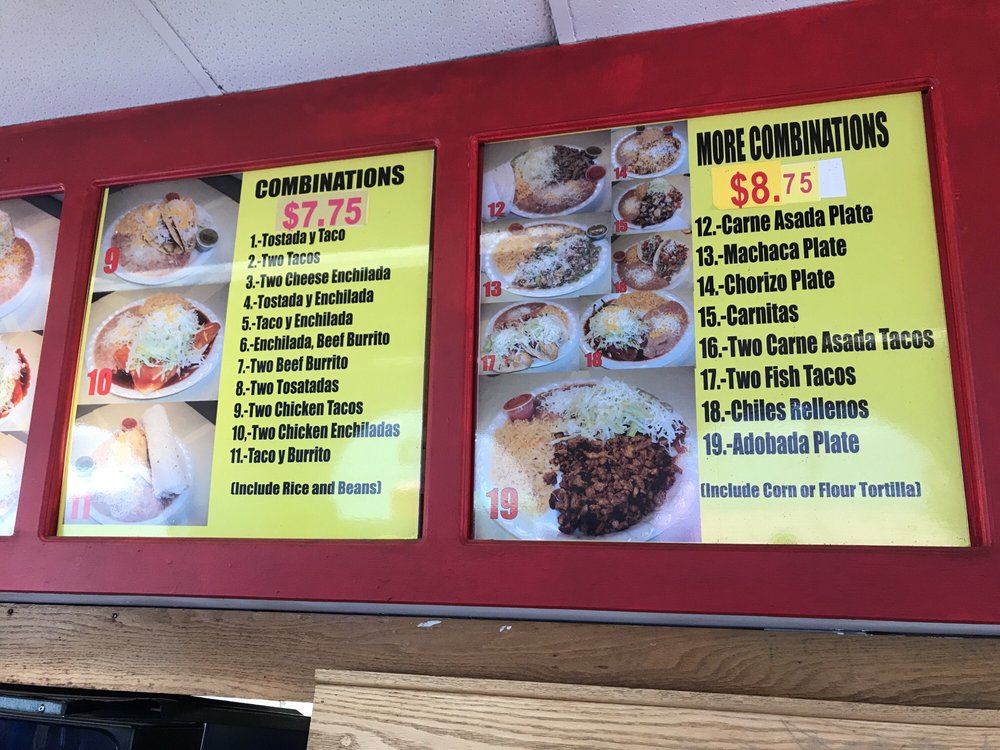 COMBINATIONS
$7.75
1.-Tostada y Taco
2.-Two Tacos
3.-Two Cheese Enchilada
4.-Tostada y Enchilada
5.-Taco y Enchilada
6.-Enchilada, Beef Burrito
7.-Two Beef Burrito
8.-Two Tosatadas
9.-Two Chicken Tacos
10,-Two Chicken Enchiladas
11.-Taco y Burrito
(Include Rice and Beans)
9
10
11
MORE COMBINATIONS
$8.75
12.-Carne Asada Plate
13.-Machaca Plate
14.-Chorizo Plate
15.-Carnitas
16.-Two Carne Asada Tacos
17.-Two Fish Tacos
18.-Chiles Rellenos
19.-Adobada Plate
(Include Corn or Flour Tortilla)
12
14
15
13
16
17
18
19